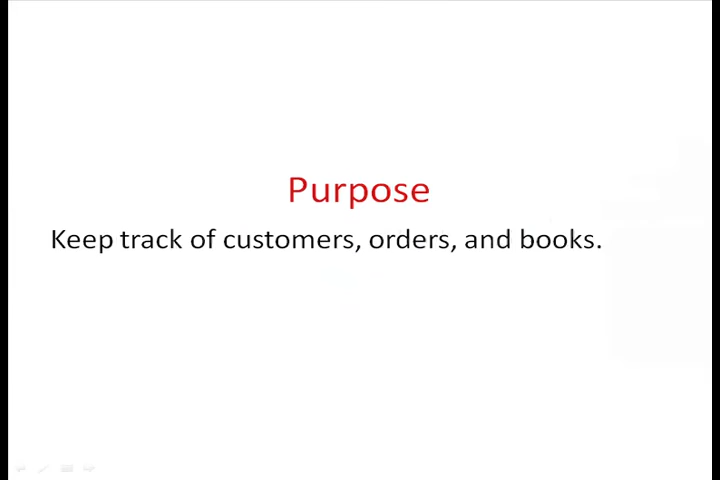 Purpose
Keep track of customers, orders, and books.